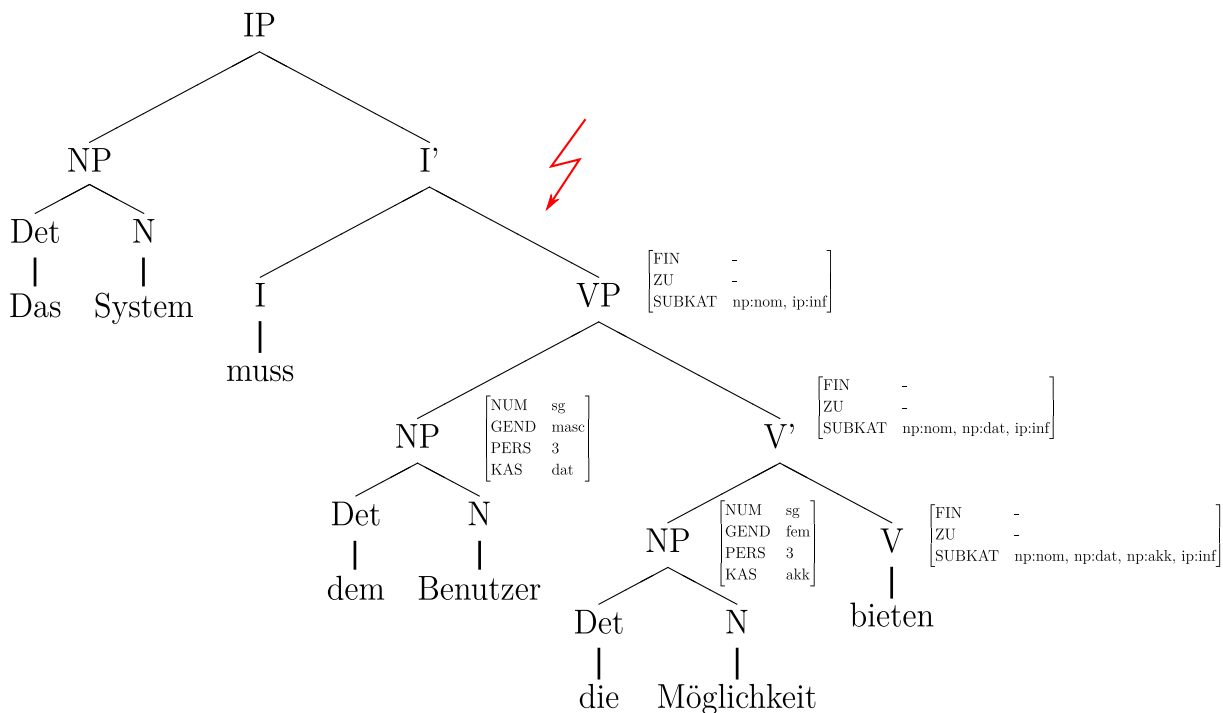 IP
NP
I'
Det
N
Das
System
I
muss
VP
FIN -
ZU -
SUBKAT np:nom, ip:inf
NP
NUM sg
GEND masc
PERS 3
KAS dat
V'
FIN -
ZU -
SUBKAT np:nom, np:dat, ip:inf
Det
N
dem
Benutzer
NP
NUM sg
GEND fem
PERS 3
KAS akk
V
FIN -
ZU -
SUBKAT np:nom, np:dat, np:akk, ip:inf
bieten
Det
N
die
Möglichkeit